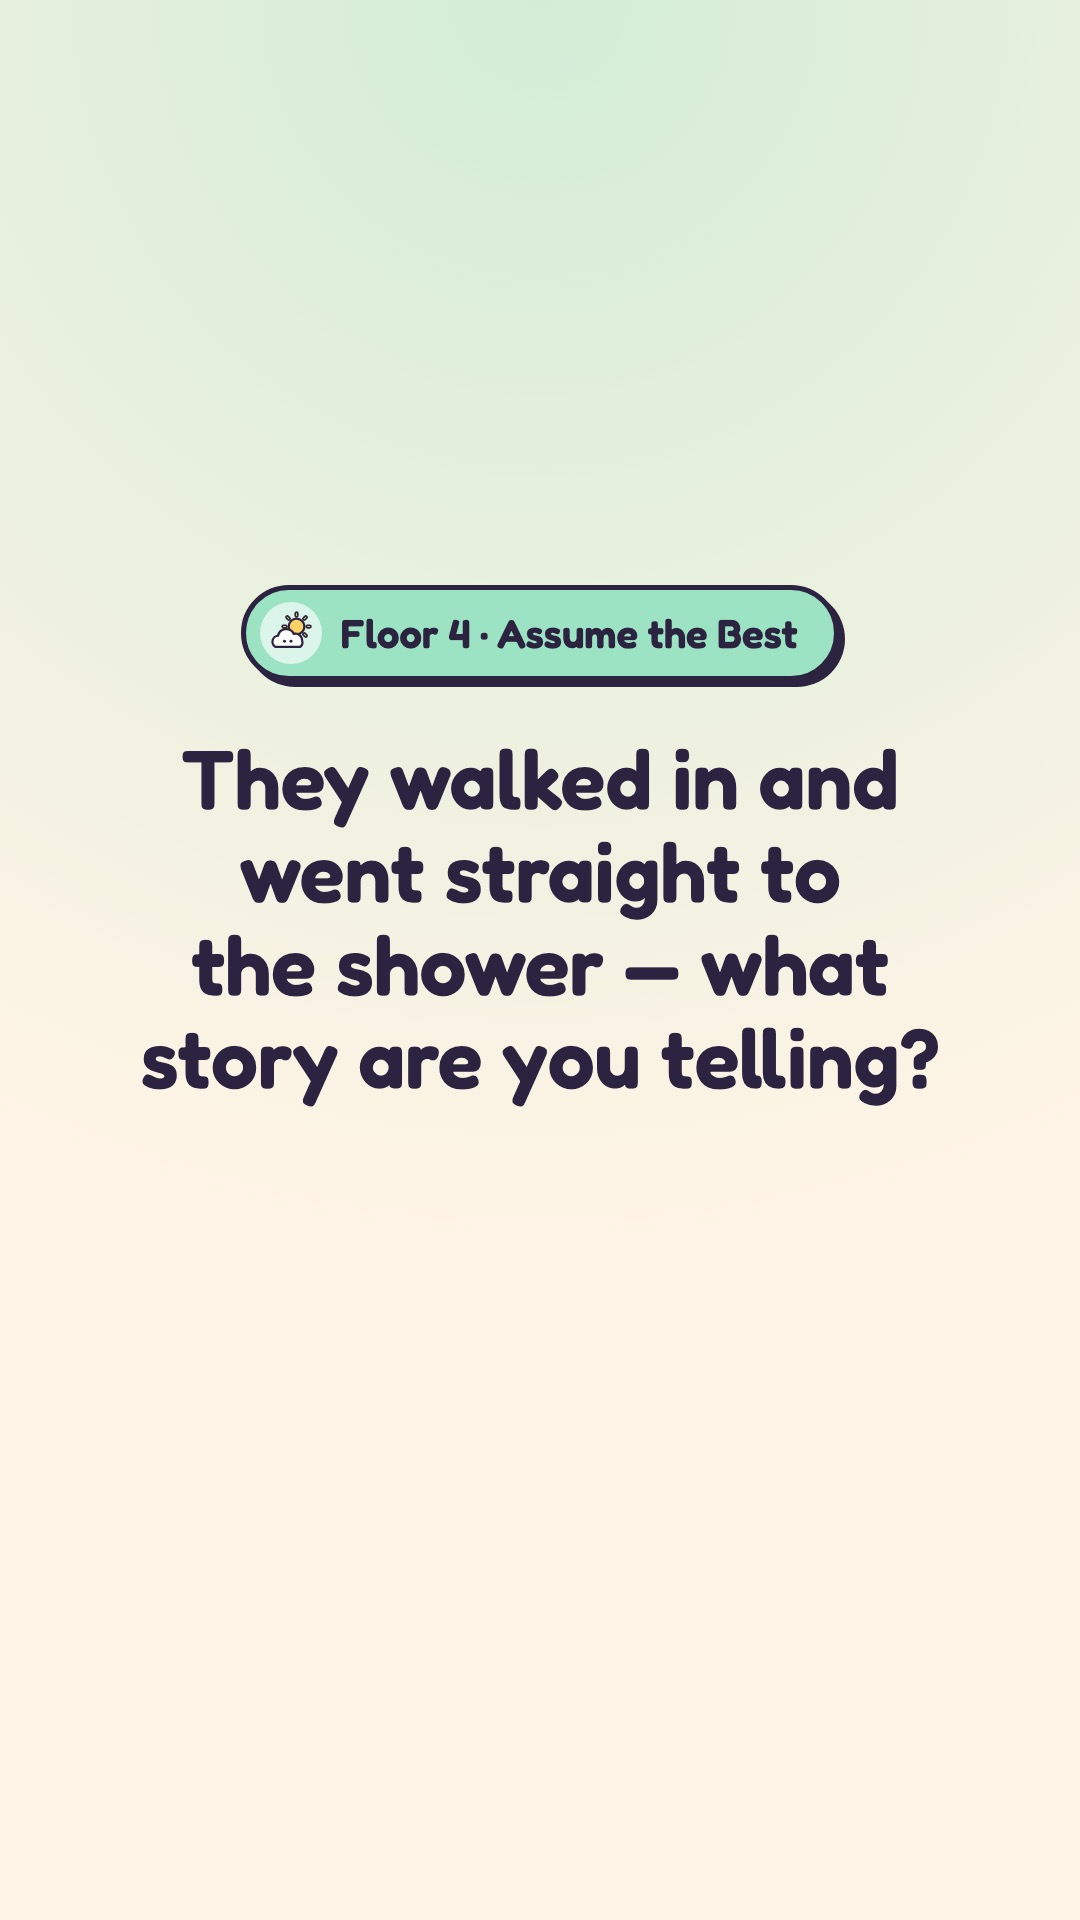 Floor 4 · Assume the Best
They walked in and
went straight to
the shower — what
story are you telling?